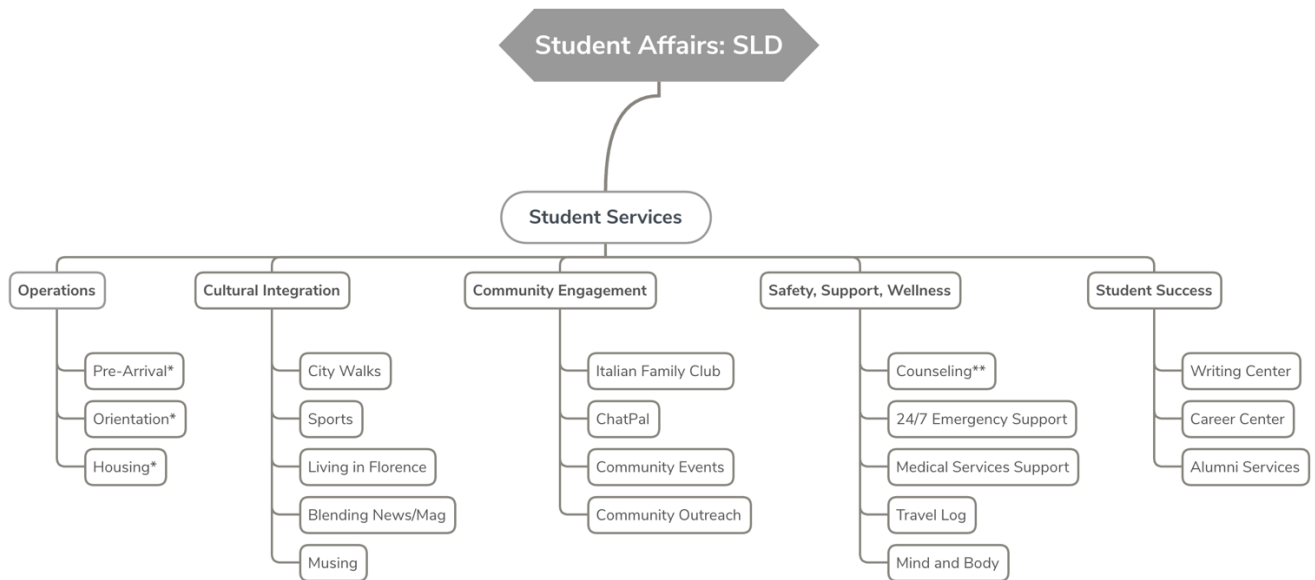 Student Affairs: SLD
Student Services
Operations
Cultural Integration
Community Engagement
Safety, Support, Wellness
Student Success
Pre-Arrival*
Orientation*
Housing*
City Walks
Sports
Living in Florence
Blending News/Mag
Musing
Italian Family Club
ChatPal
Community Events
Community Outreach
Counseling**
24/7 Emergency Support
Medical Services Support
Travel Log
Mind and Body
Writing Center
Career Center
Alumni Services